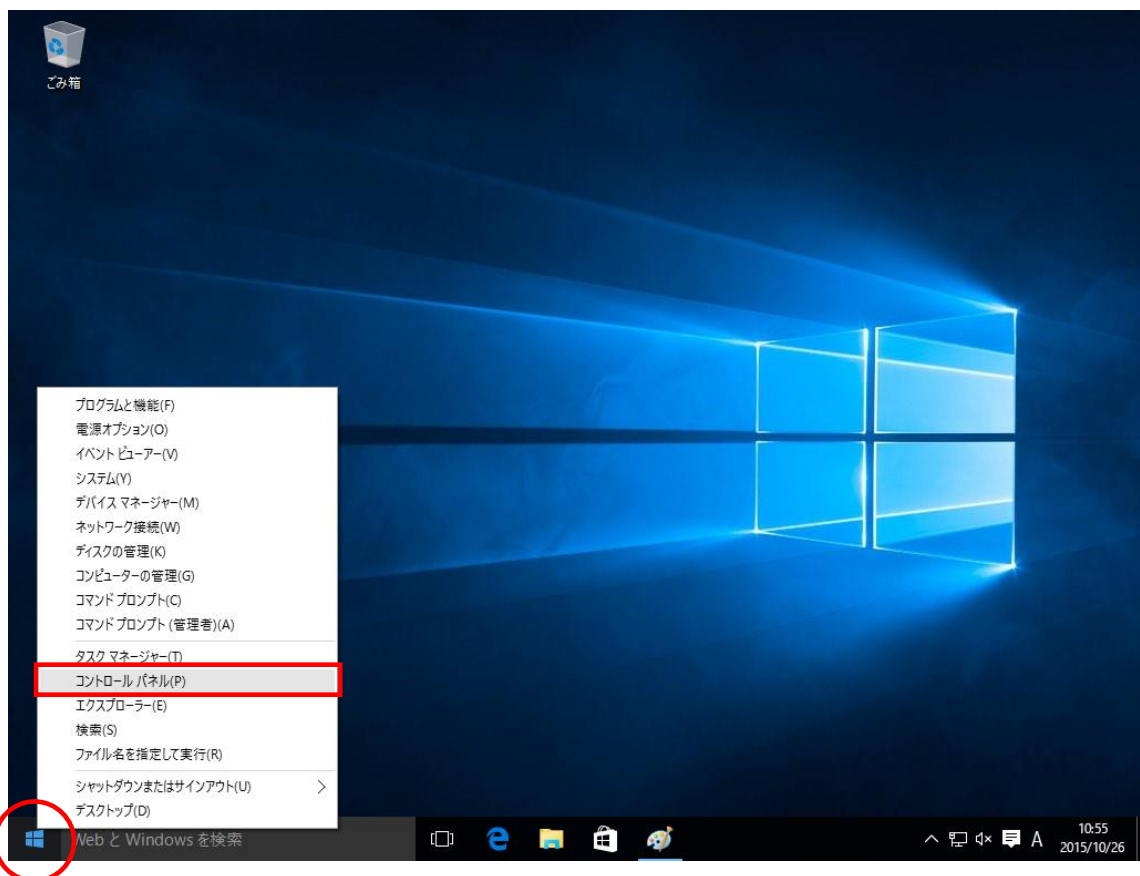 ごみ箱
プログラムと機能(F)
電源オプション(O)
イベント ビューアー(V)
システム(Y)
デバイス マネージャー(M)
ネットワーク接続(W)
ディスクの管理(K)
コンピューターの管理(G)
コマンド プロンプト(C)
コマンド プロンプト (管理者)(A)
タスク マネージャー(T)
コントロール パネル(P)
エクスプローラー(E)
検索(S)
ファイル名を指定して実行(R)
シャットダウンまたはサインアウト(U)
デスクトップ(D)
Web と Windows を検索
A
10:55
2015/10/26